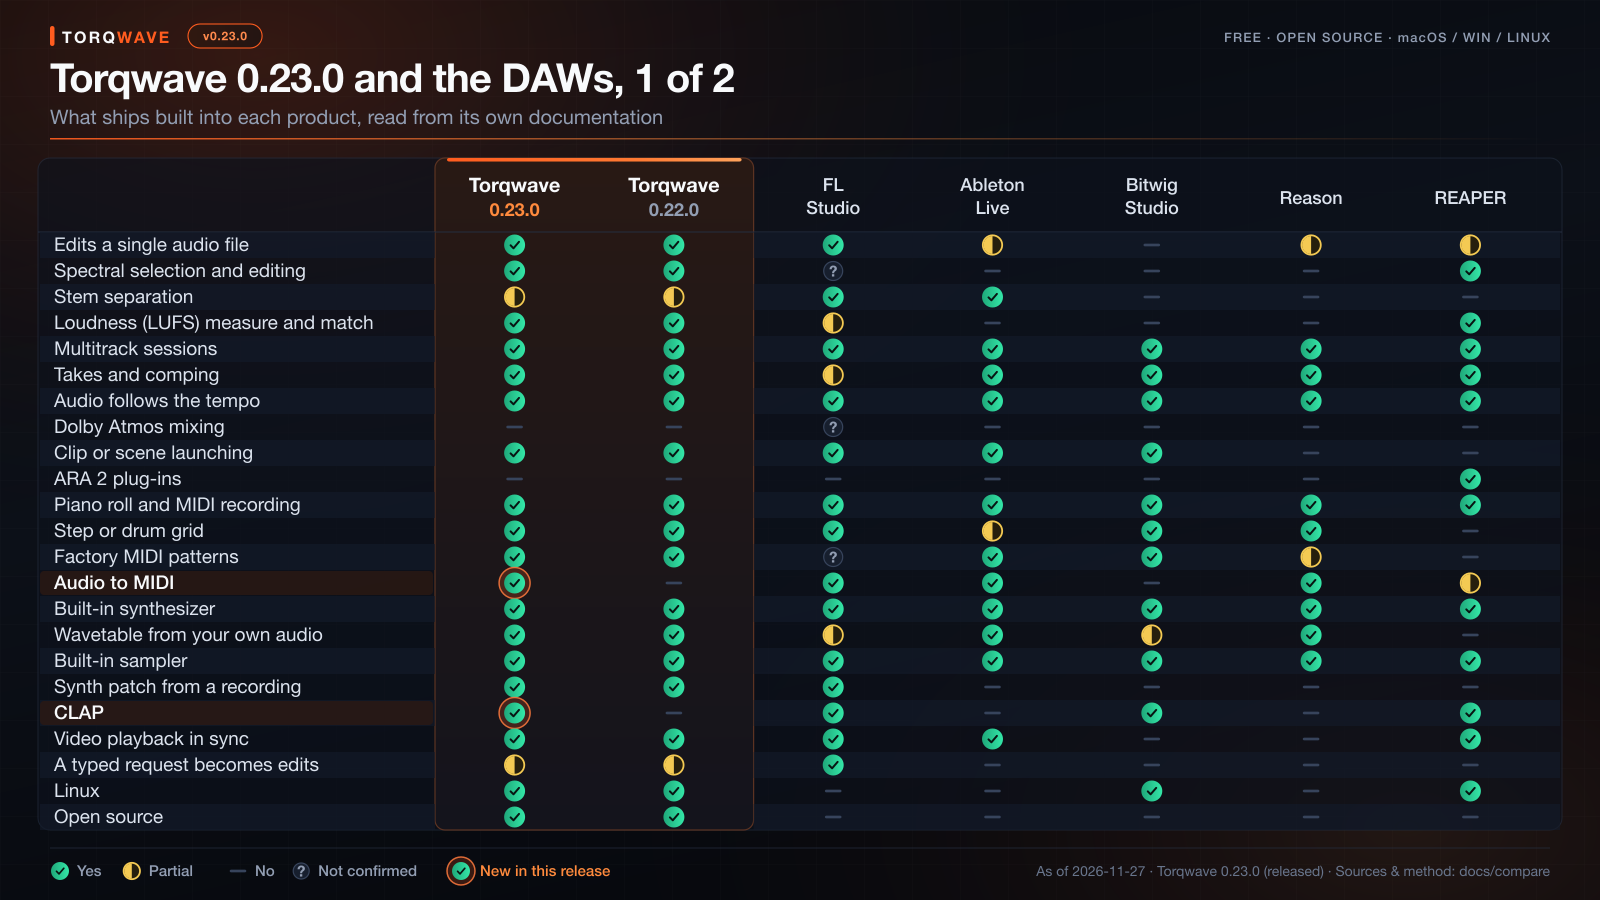 TORQWAVE v0.23.0
FREE · OPEN SOURCE · macOS / WIN / LINUX
Torqwave 0.23.0 and the DAWs, 1 of 2
What ships built into each product, read from its own documentation
Torqwave 0.23.0
Torqwave 0.22.0
FL Studio
Ableton Live
Bitwig Studio
Reason
REAPER
Edits a single audio file
Spectral selection and editing
?
Stem separation
Loudness (LUFS) measure and match
Multitrack sessions
Takes and comping
Audio follows the tempo
Dolby Atmos mixing
?
Clip or scene launching
ARA 2 plug-ins
Piano roll and MIDI recording
Step or drum grid
Factory MIDI patterns
?
Audio to MIDI
Built-in synthesizer
Wavetable from your own audio
Built-in sampler
Synth patch from a recording
CLAP
Video playback in sync
A typed request becomes edits
Linux
Open source
Yes
Partial
No
? Not confirmed
New in this release
As of 2026-11-27 · Torqwave 0.23.0 (released) · Sources & method: docs/compare